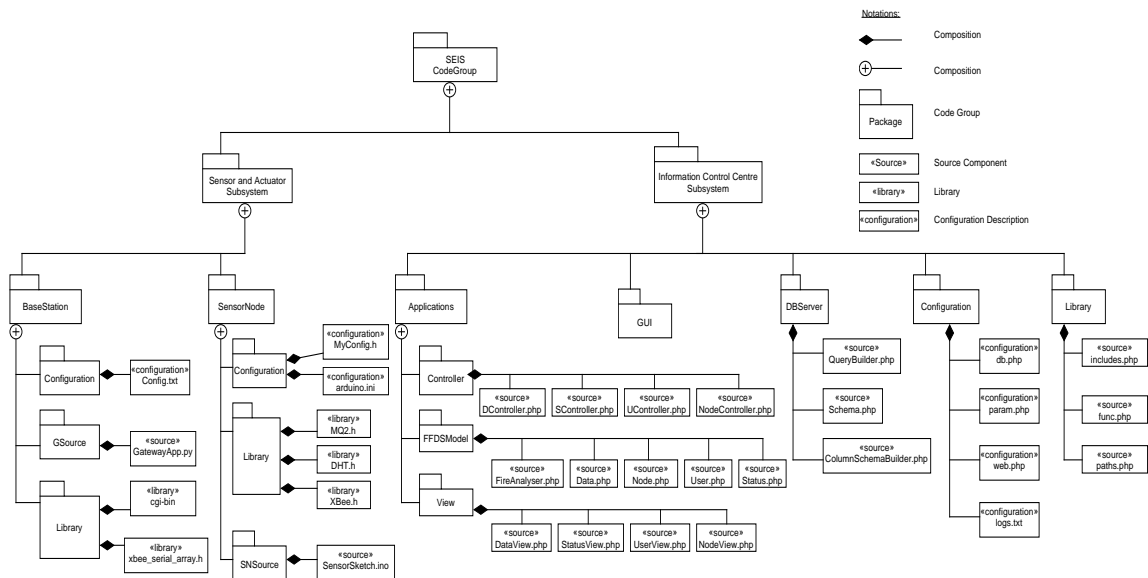 Notations:
Composition
Composition
Package
Code Group
«Source»
Source Component
«library»
Library
«configuration»
Configuration Description
SEIS
CodeGroup
Sensor and Actuator
Subsystem
Information Control Centre
Subsystem
BaseStation
SensorNode
Applications
GUI
DBServer
Configuration
Library
Configuration
«configuration»
Config.txt
GSource
«source»
GatewayApp.py
Library
«library»
cgi-bin
«library»
xbee_serial_array.h
Configuration
«configuration»
MyConfig.h
«configuration»
arduino.ini
Library
«library»
MQ2.h
«library»
DHT.h
«library»
XBee.h
SNSource
«source»
SensorSketch.ino
Controller
«source»
DController.php
«source»
SController.php
«source»
UController.php
«source»
NodeController.php
FFDSModel
«source»
FireAnalyser.php
«source»
Data.php
«source»
Node.php
«source»
User.php
«source»
Status.php
View
«source»
DataView.php
«source»
StatusView.php
«source»
UserView.php
«source»
NodeView.php
«source»
QueryBuilder.php
«source»
Schema.php
«source»
ColumnSchemaBuilder.php
«configuration»
db.php
«configuration»
param.php
«configuration»
web.php
«configuration»
logs.txt
«source»
includes.php
«source»
func.php
«source»
paths.php